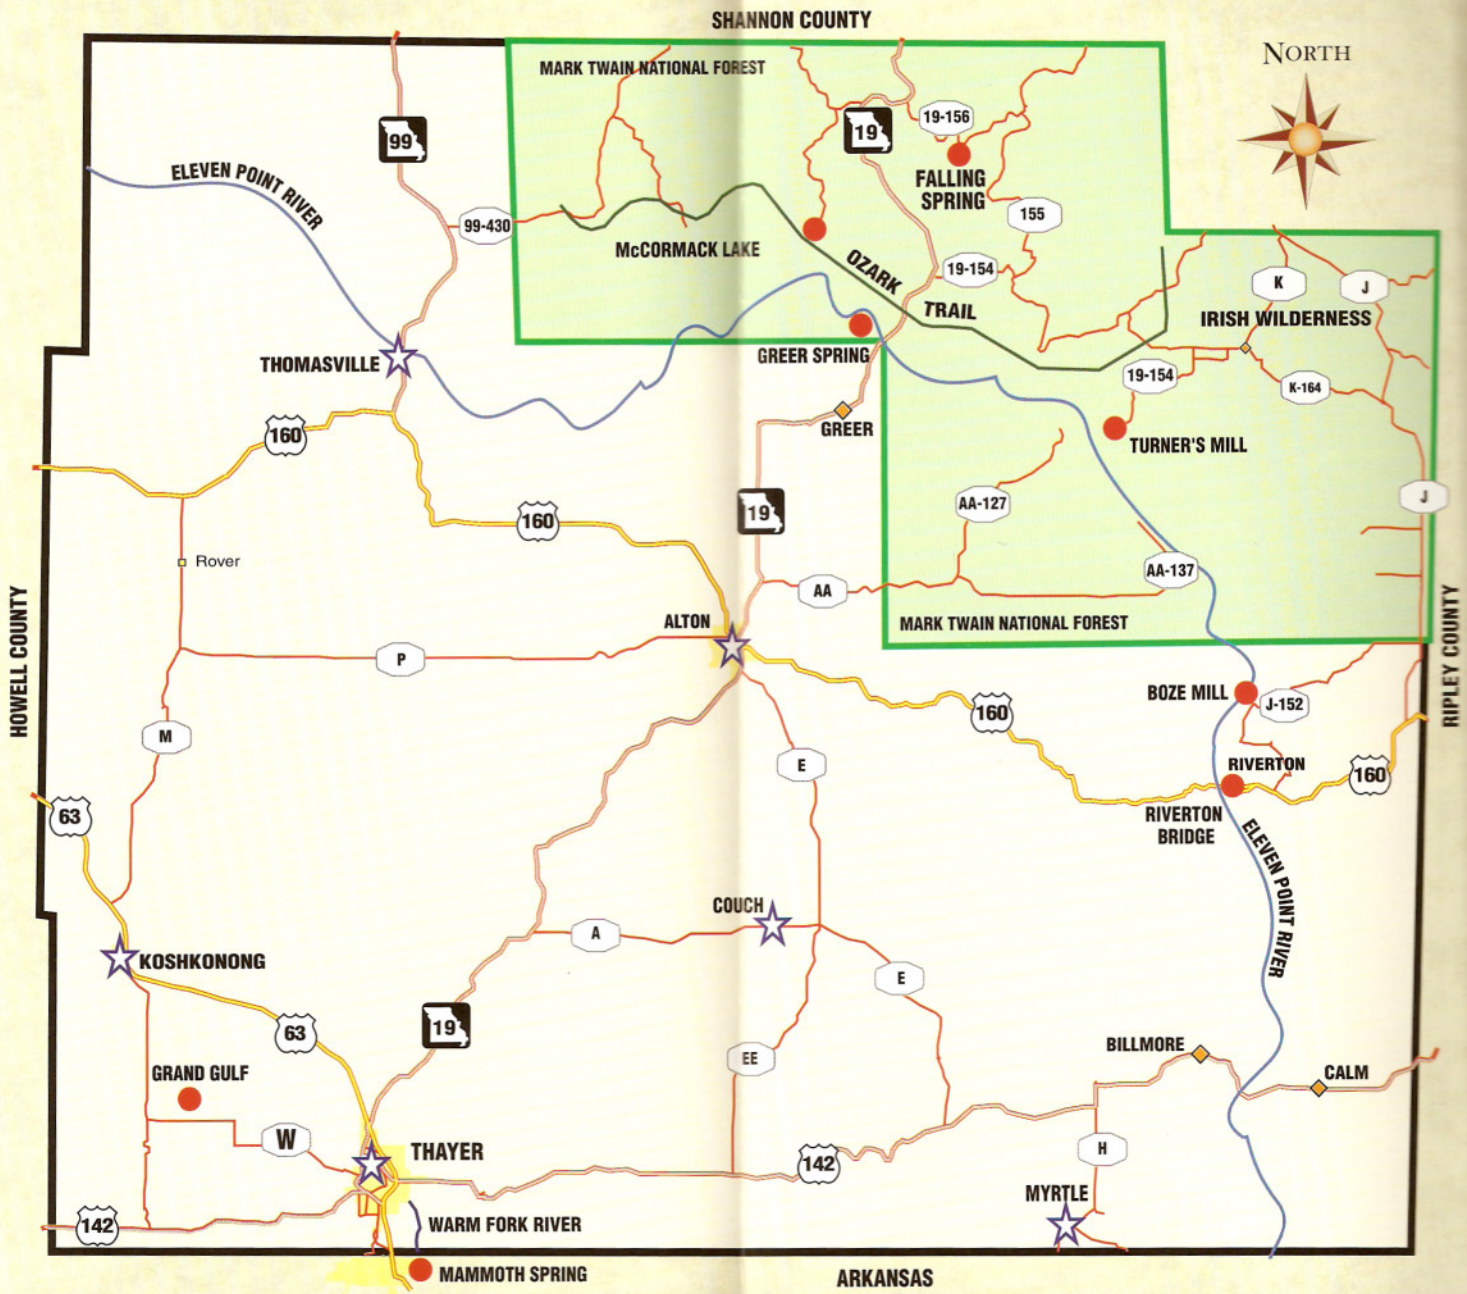 SHANNON COUNTY
NORTH
MARK TWAIN NATIONAL FOREST
99
19
19-156
ELEVEN POINT RIVER
FALLING
SPRING
155
99-430
McCORMACK LAKE
OZARK
TRAIL
19-154
K
J
IRISH WILDERNESS
THOMASVILLE
GREER SPRING
19-154
K-164
160
GREER
TURNER'S MILL
160
19
AA-127
J
Rover
AA
AA-137
HOWELL COUNTY
ALTON
MARK TWAIN NATIONAL FOREST
RIPLEY COUNTY
P
BOZE MILL
J-152
160
M
E
RIVERTON
160
63
RIVERTON
BRIDGE
ELEVEN POINT RIVER
COUCH
A
KOSHKONONG
E
63
19
EE
BILLMORE
CALM
GRAND GULF
W
THAYER
142
H
MYRTLE
142
WARM FORK RIVER
MAMMOTH SPRING
ARKANSAS